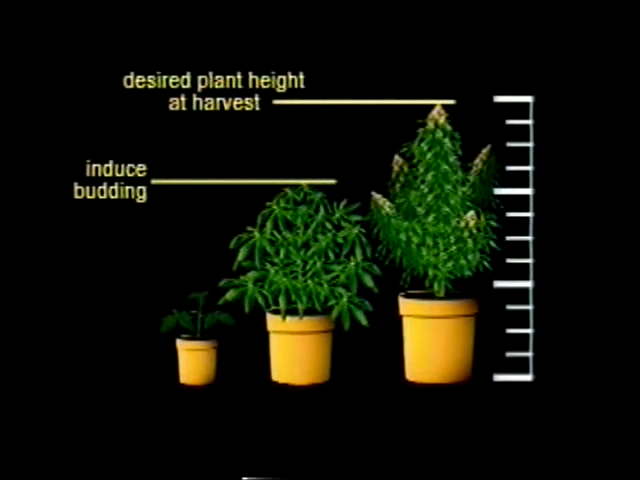 desired plant height
at harvest
induce
budding